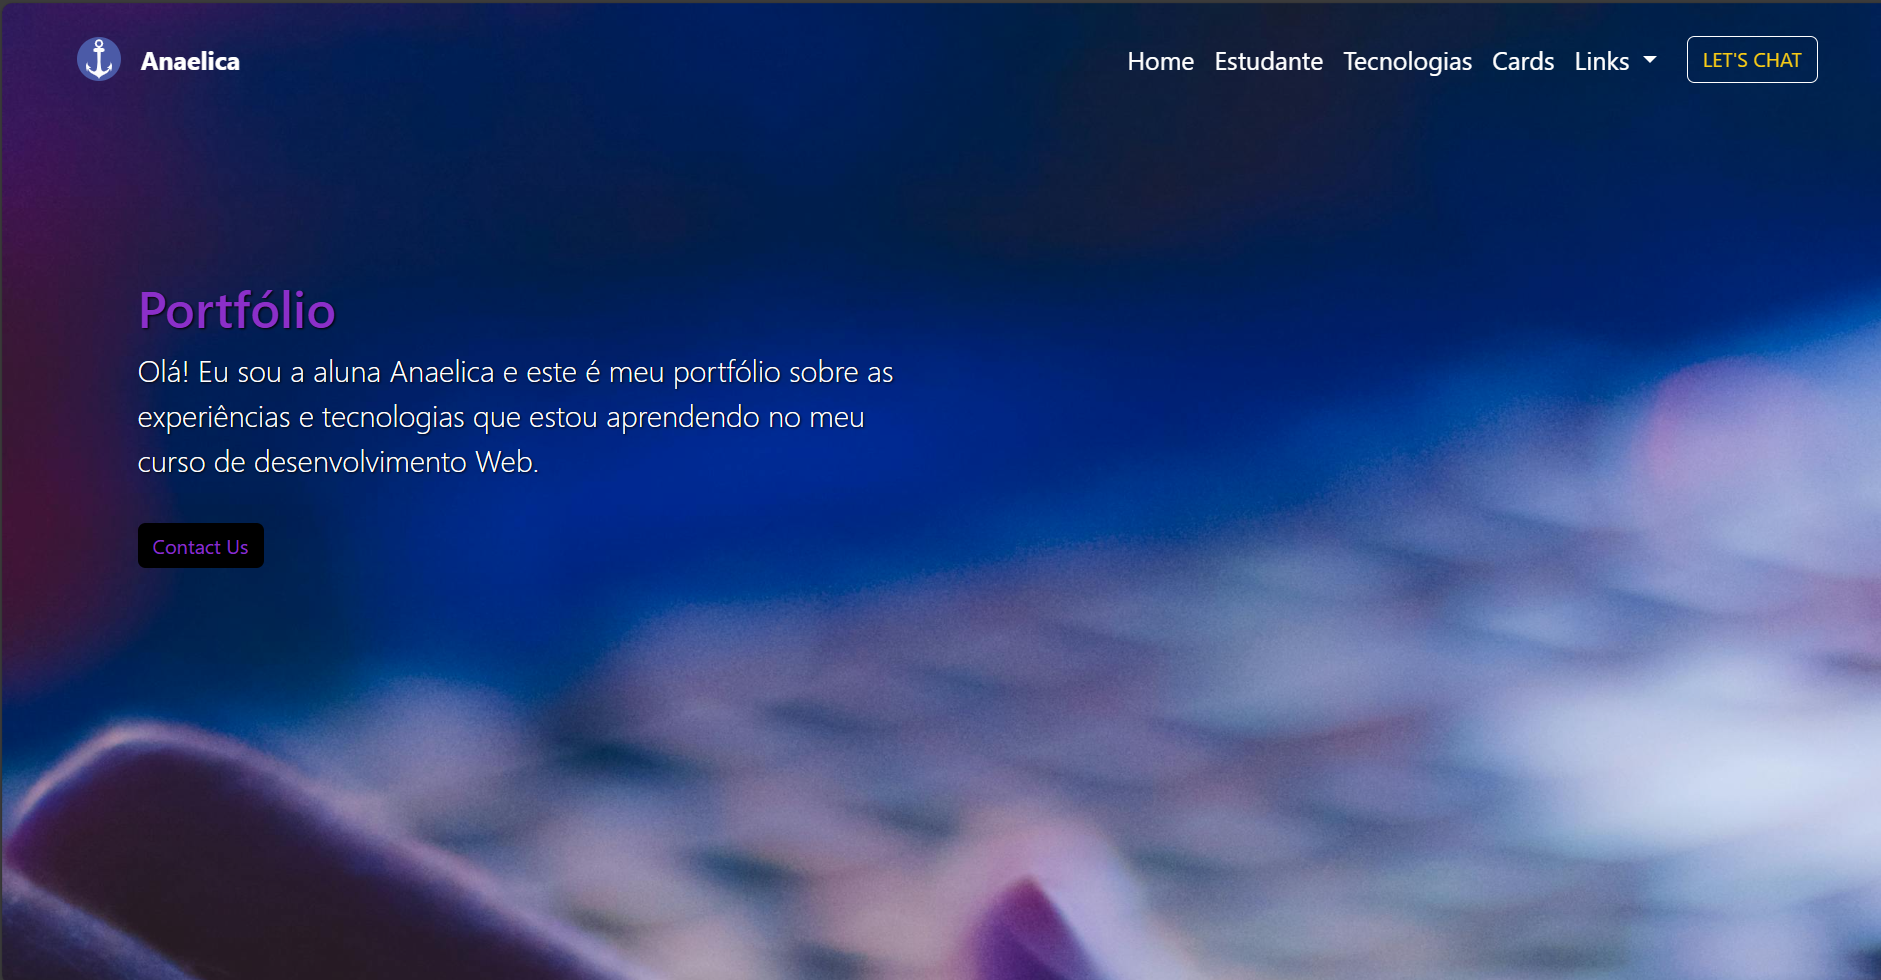 Anaelica
Home Estudante Tecnologias Cards Links LET'S CHAT
Portfólio
Olá! Eu sou a aluna Anaelica e este é meu portfólio sobre as
experiências e tecnologias que estou aprendendo no meu
curso de desenvolvimento Web.
Contact Us